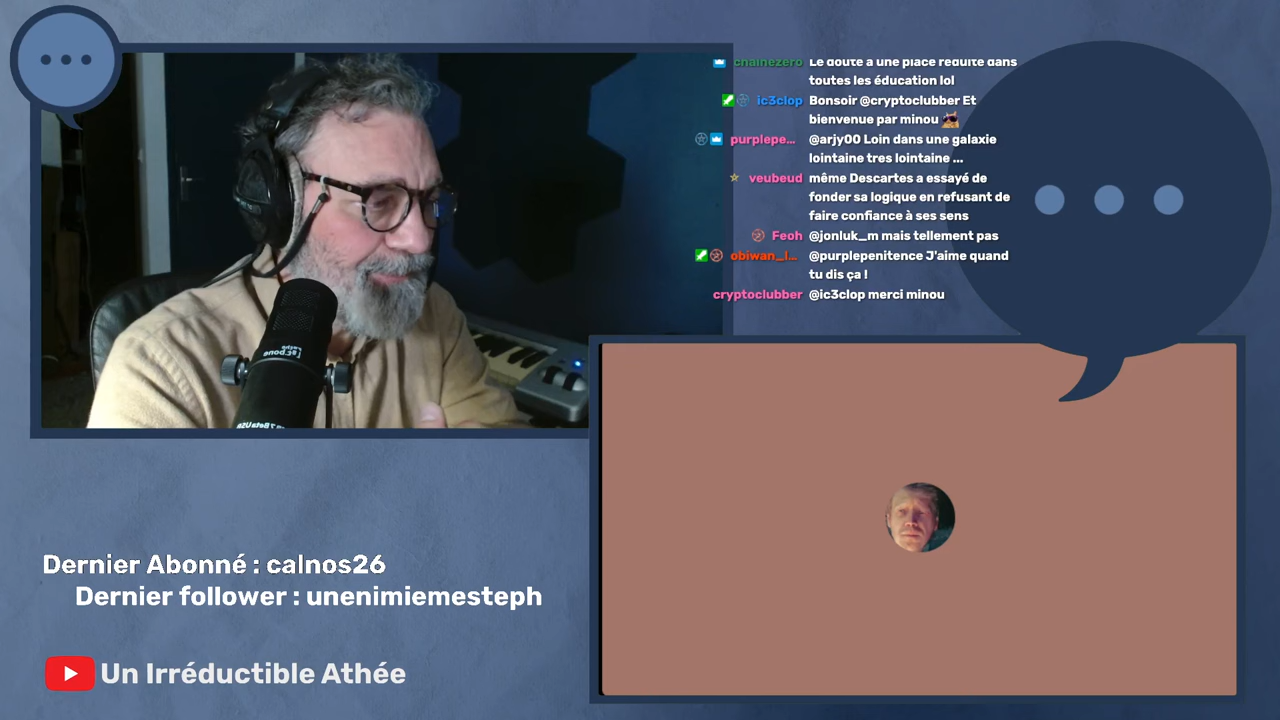 chainezero Le doute a une place réduite dans
toutes les éducation lol
ic3clop Bonsoir @cryptoclubber Et
bienvenue par minou
purplepe... @arjy00 Loin dans une galaxie
lointaine tres lointaine ...
veubeud même Descartes a essayé de
fonder sa logique en refusant de
faire confiance à ses sens
Feoh @jonluk_m mais tellement pas
obiwan_l... @purplepenitence J'aime quand
tu dis ça !
cryptoclubber @ic3clop merci minou
Dernier Abonné : calnos26
Dernier follower : unenimiemesteph
Un Irréductible Athée